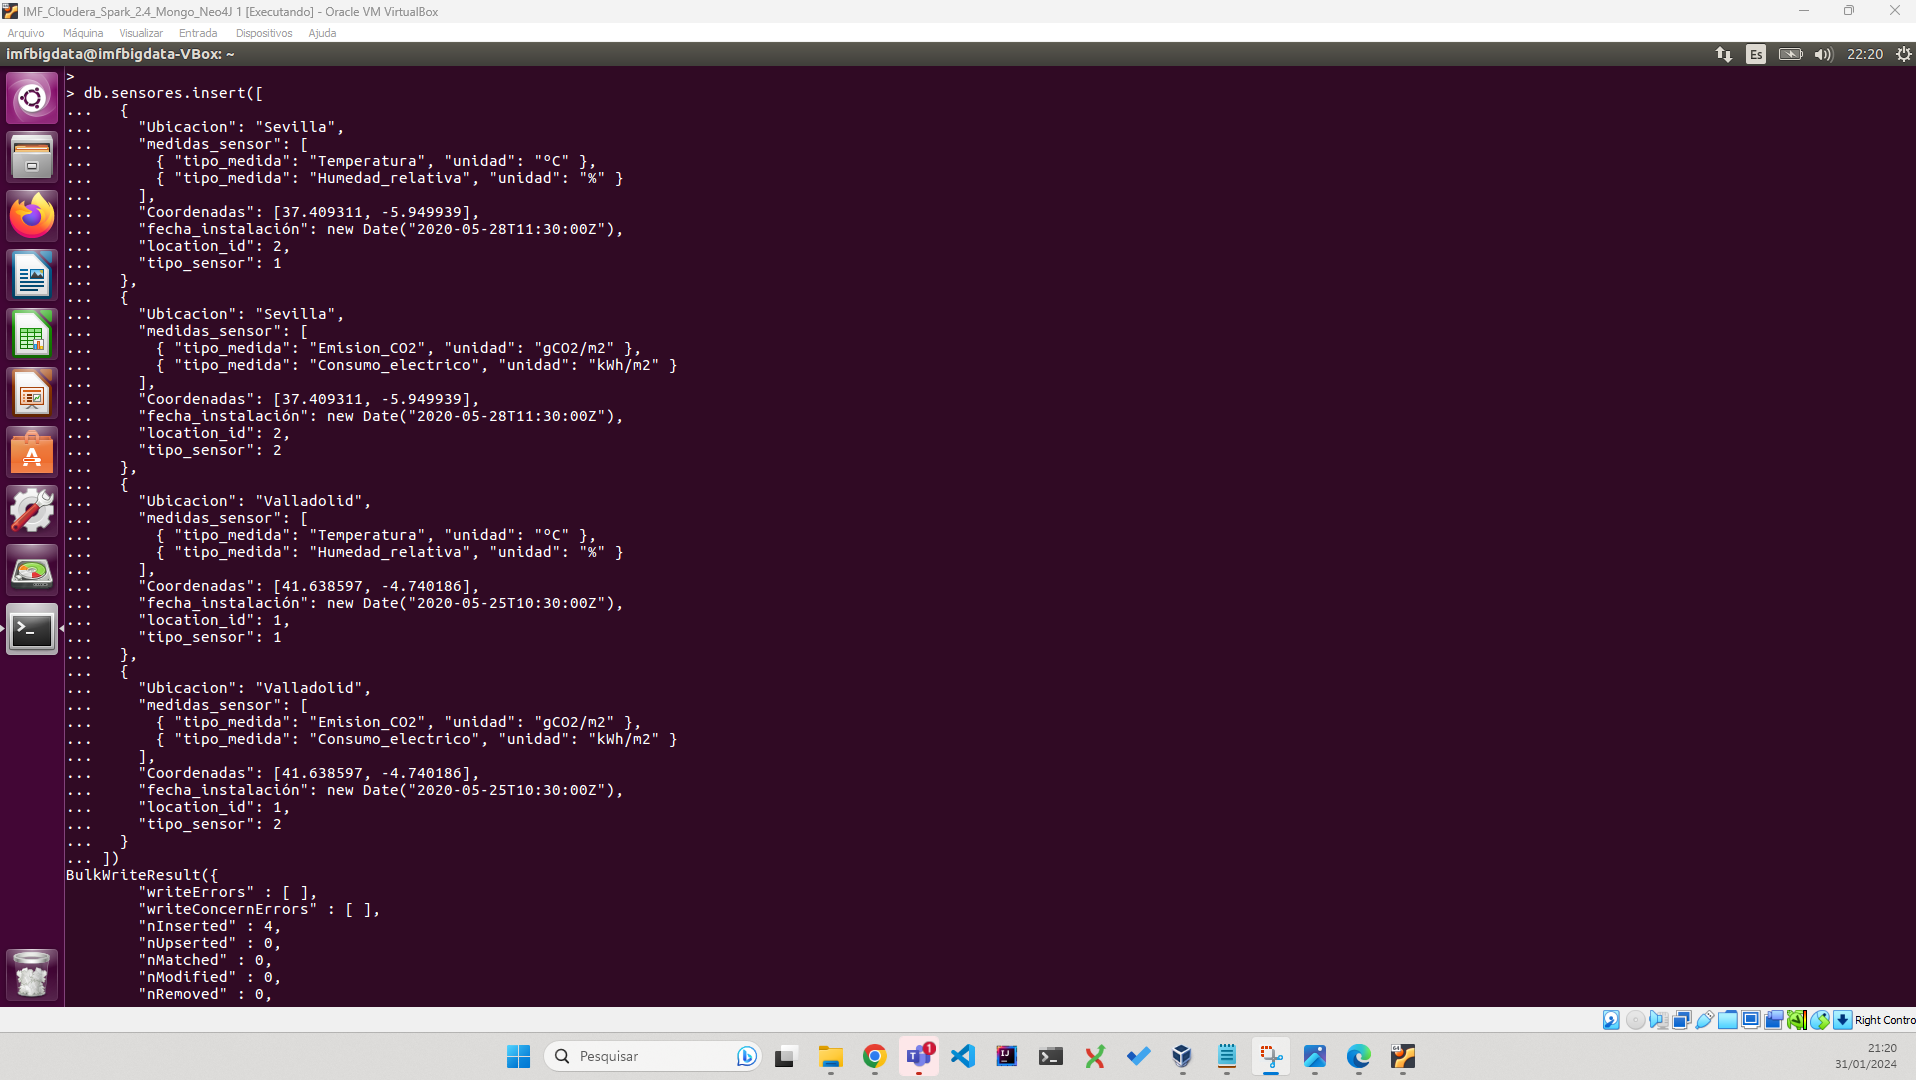 IMF_Cloudera_Spark_2.4_Mongo_Neo4J 1 [Executando] - Oracle VM VirtualBox
Arquivo Máquina Visualizar Entrada Dispositivos Ajuda
imfbigdata@imfbigdata-VBox: ~
Es
22:20
>
> db.sensores.insert([
...   {
...     "Ubicacion": "Sevilla",
...     "medidas_sensor": [
...       { "tipo_medida": "Temperatura", "unidad": "ºC" },
...       { "tipo_medida": "Humedad_relativa", "unidad": "%" }
...     ],
...     "Coordenadas": [37.409311, -5.949939],
...     "fecha_instalación": new Date("2020-05-28T11:30:00Z"),
...     "location_id": 2,
...     "tipo_sensor": 1
...   },
...   {
...     "Ubicacion": "Sevilla",
...     "medidas_sensor": [
...       { "tipo_medida": "Emision_CO2", "unidad": "gCO2/m2" },
...       { "tipo_medida": "Consumo_electrico", "unidad": "kWh/m2" }
...     ],
...     "Coordenadas": [37.409311, -5.949939],
...     "fecha_instalación": new Date("2020-05-28T11:30:00Z"),
...     "location_id": 2,
...     "tipo_sensor": 2
...   },
...   {
...     "Ubicacion": "Valladolid",
...     "medidas_sensor": [
...       { "tipo_medida": "Temperatura", "unidad": "ºC" },
...       { "tipo_medida": "Humedad_relativa", "unidad": "%" }
...     ],
...     "Coordenadas": [41.638597, -4.740186],
...     "fecha_instalación": new Date("2020-05-25T10:30:00Z"),
...     "location_id": 1,
...     "tipo_sensor": 1
...   },
...   {
...     "Ubicacion": "Valladolid",
...     "medidas_sensor": [
...       { "tipo_medida": "Emision_CO2", "unidad": "gCO2/m2" },
...       { "tipo_medida": "Consumo_electrico", "unidad": "kWh/m2" }
...     ],
...     "Coordenadas": [41.638597, -4.740186],
...     "fecha_instalación": new Date("2020-05-25T10:30:00Z"),
...     "location_id": 1,
...     "tipo_sensor": 2
...   }
... ])
BulkWriteResult({
        "writeErrors" : [ ],
        "writeConcernErrors" : [ ],
        "nInserted" : 4,
        "nUpserted" : 0,
        "nMatched" : 0,
        "nModified" : 0,
        "nRemoved" : 0,
Right Contro
Pesquisar
1
21:20
31/01/2024